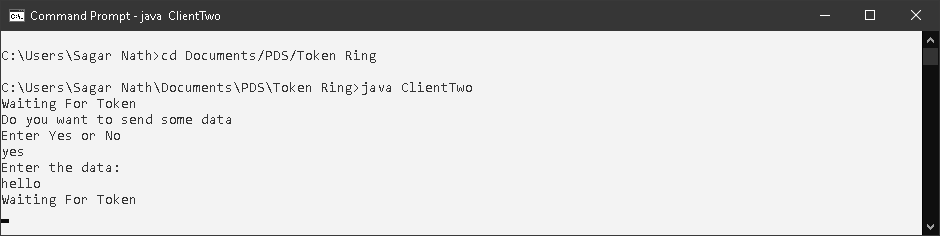 Command Prompt - java  ClientTwo
C:\Users\Sagar Nath>cd Documents/PDS/Token Ring
C:\Users\Sagar Nath\Documents\PDS\Token Ring>java ClientTwo
Waiting For Token
Do you want to send some data
Enter Yes or No
yes
Enter the data:
hello
Waiting For Token